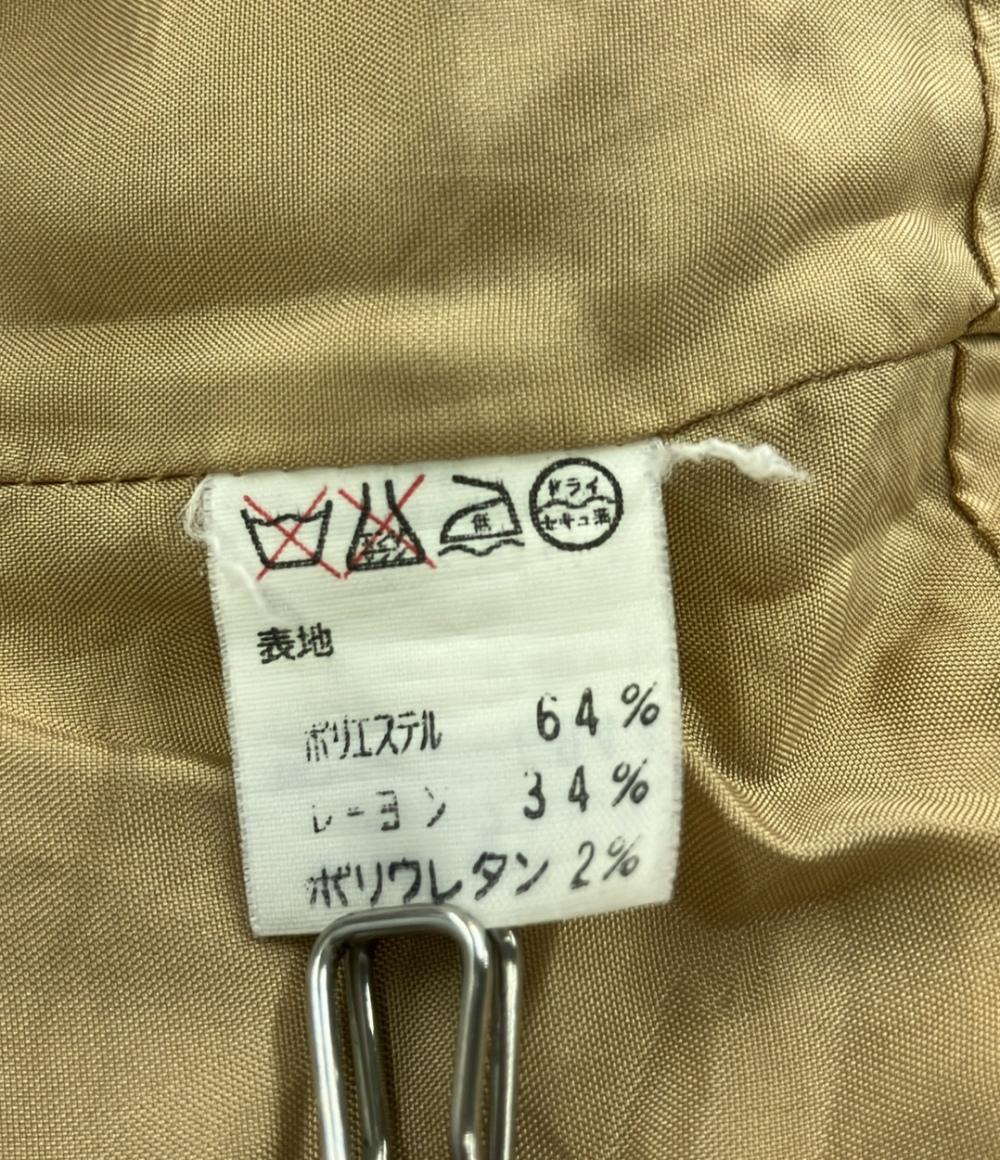 ドライ
セキユ系
表地
ポリエステル 64%
レーヨン 34%
ポリウレタン 2%